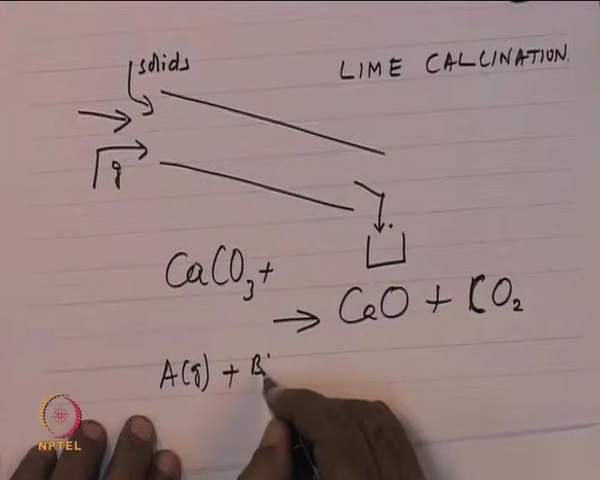 solids
LIME CALCINATION.
g
CaCO3+
→ CaO + CO2
A(g) + B
NPTEL